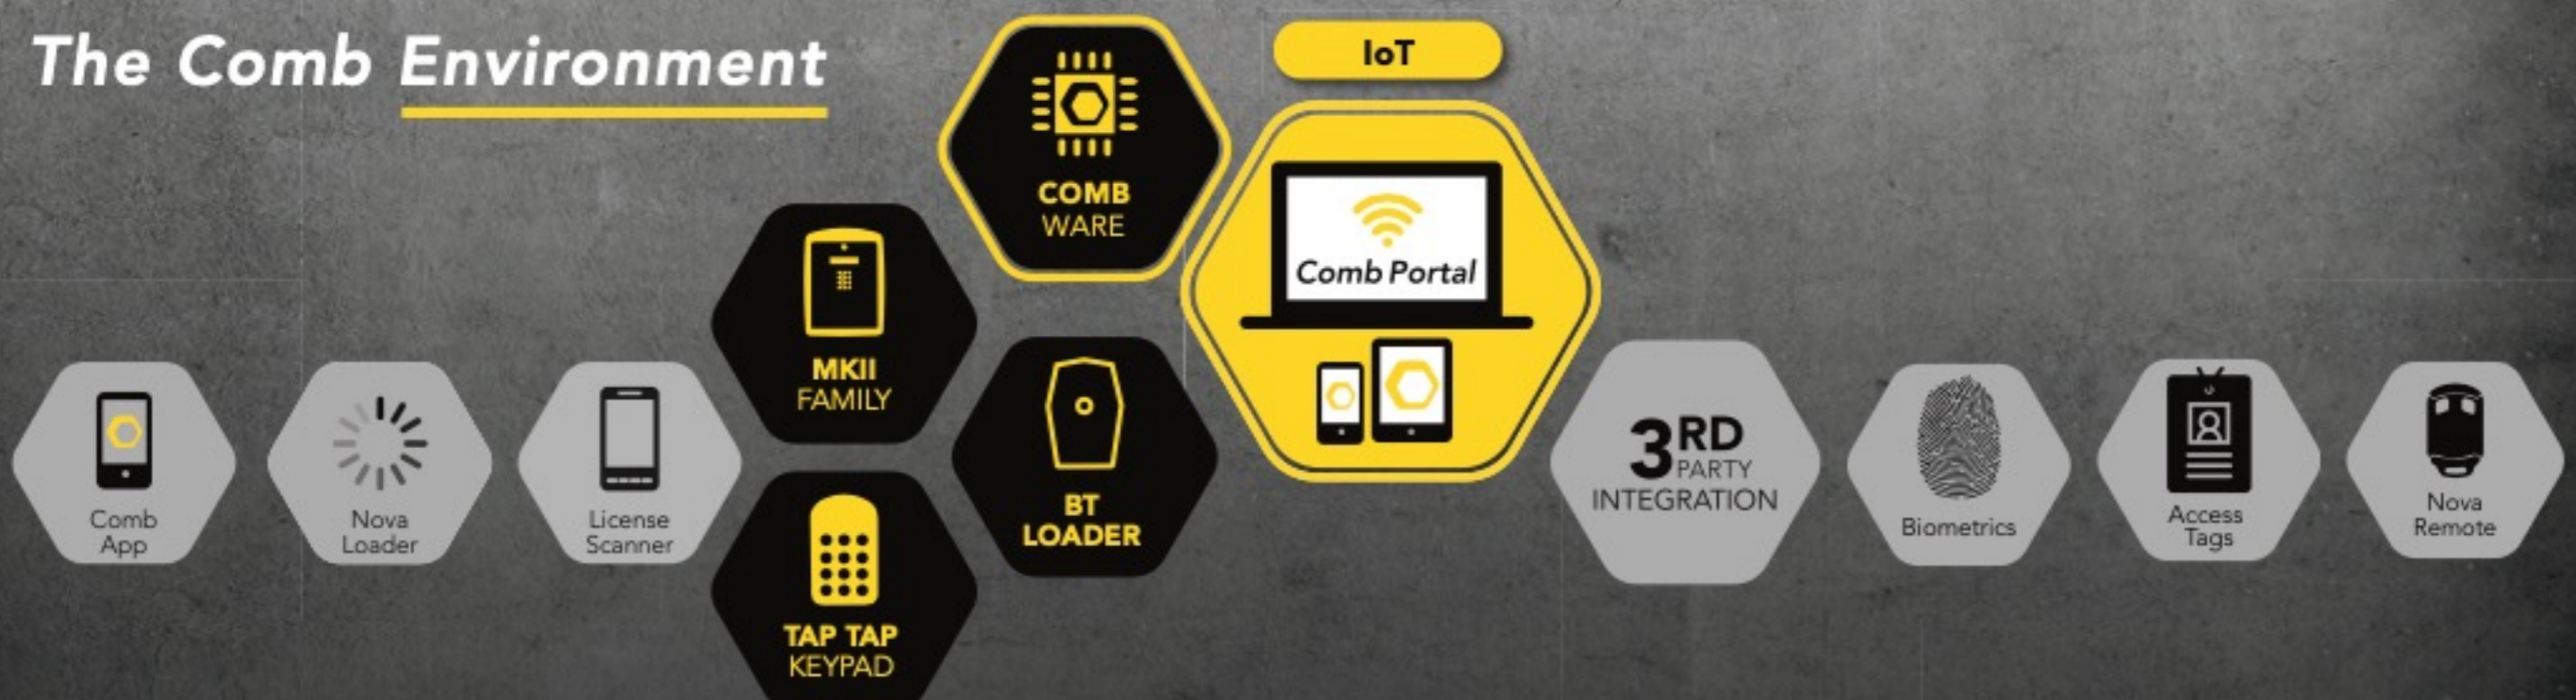 The Comb Environment
COMB
WARE
IoT
Comb Portal
MKII
FAMILY
BT
LOADER
TAP TAP
KEYPAD
Comb
App
Nova
Loader
License
Scanner
3RD
PARTY
INTEGRATION
Biometrics
Access
Tags
Nova
Remote